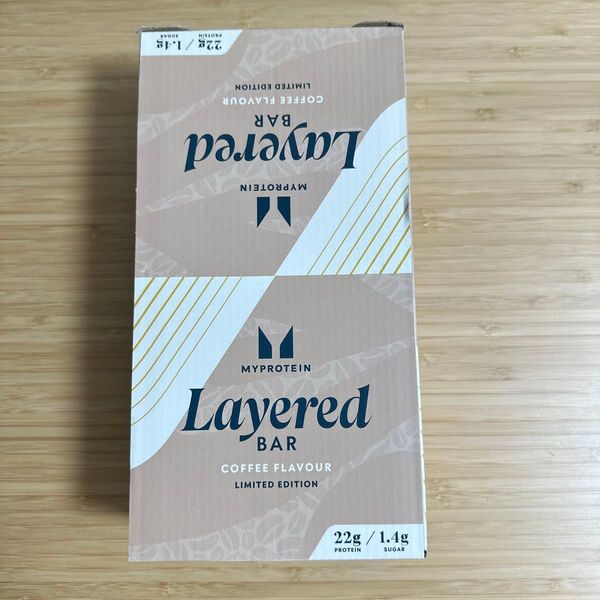 22g / 1.4g
PROTEIN SUGAR
LIMITED EDITION
COFFEE FLAVOUR
BAR
Layered
MYPROTEIN
MYPROTEIN
Layered
BAR
COFFEE FLAVOUR
LIMITED EDITION
22g / 1.4g
PROTEIN SUGAR